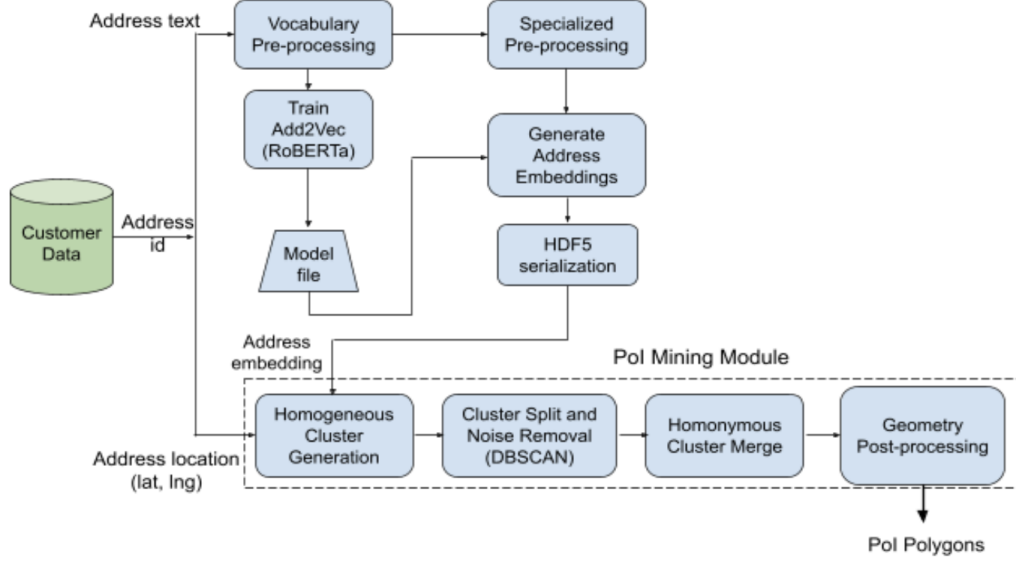 Address text
Vocabulary
Pre-processing
Specialized
Pre-processing
Train
Add2Vec
(RoBERTa)
Generate
Address
Embeddings
Customer
Data
Address
id
Model
file
HDF5
serialization
Address
embedding
PoI Mining Module
Homogeneous
Cluster
Generation
Cluster Split and
Noise Removal
(DBSCAN)
Homonymous
Cluster Merge
Geometry
Post-processing
Address location
(lat, lng)
PoI Polygons